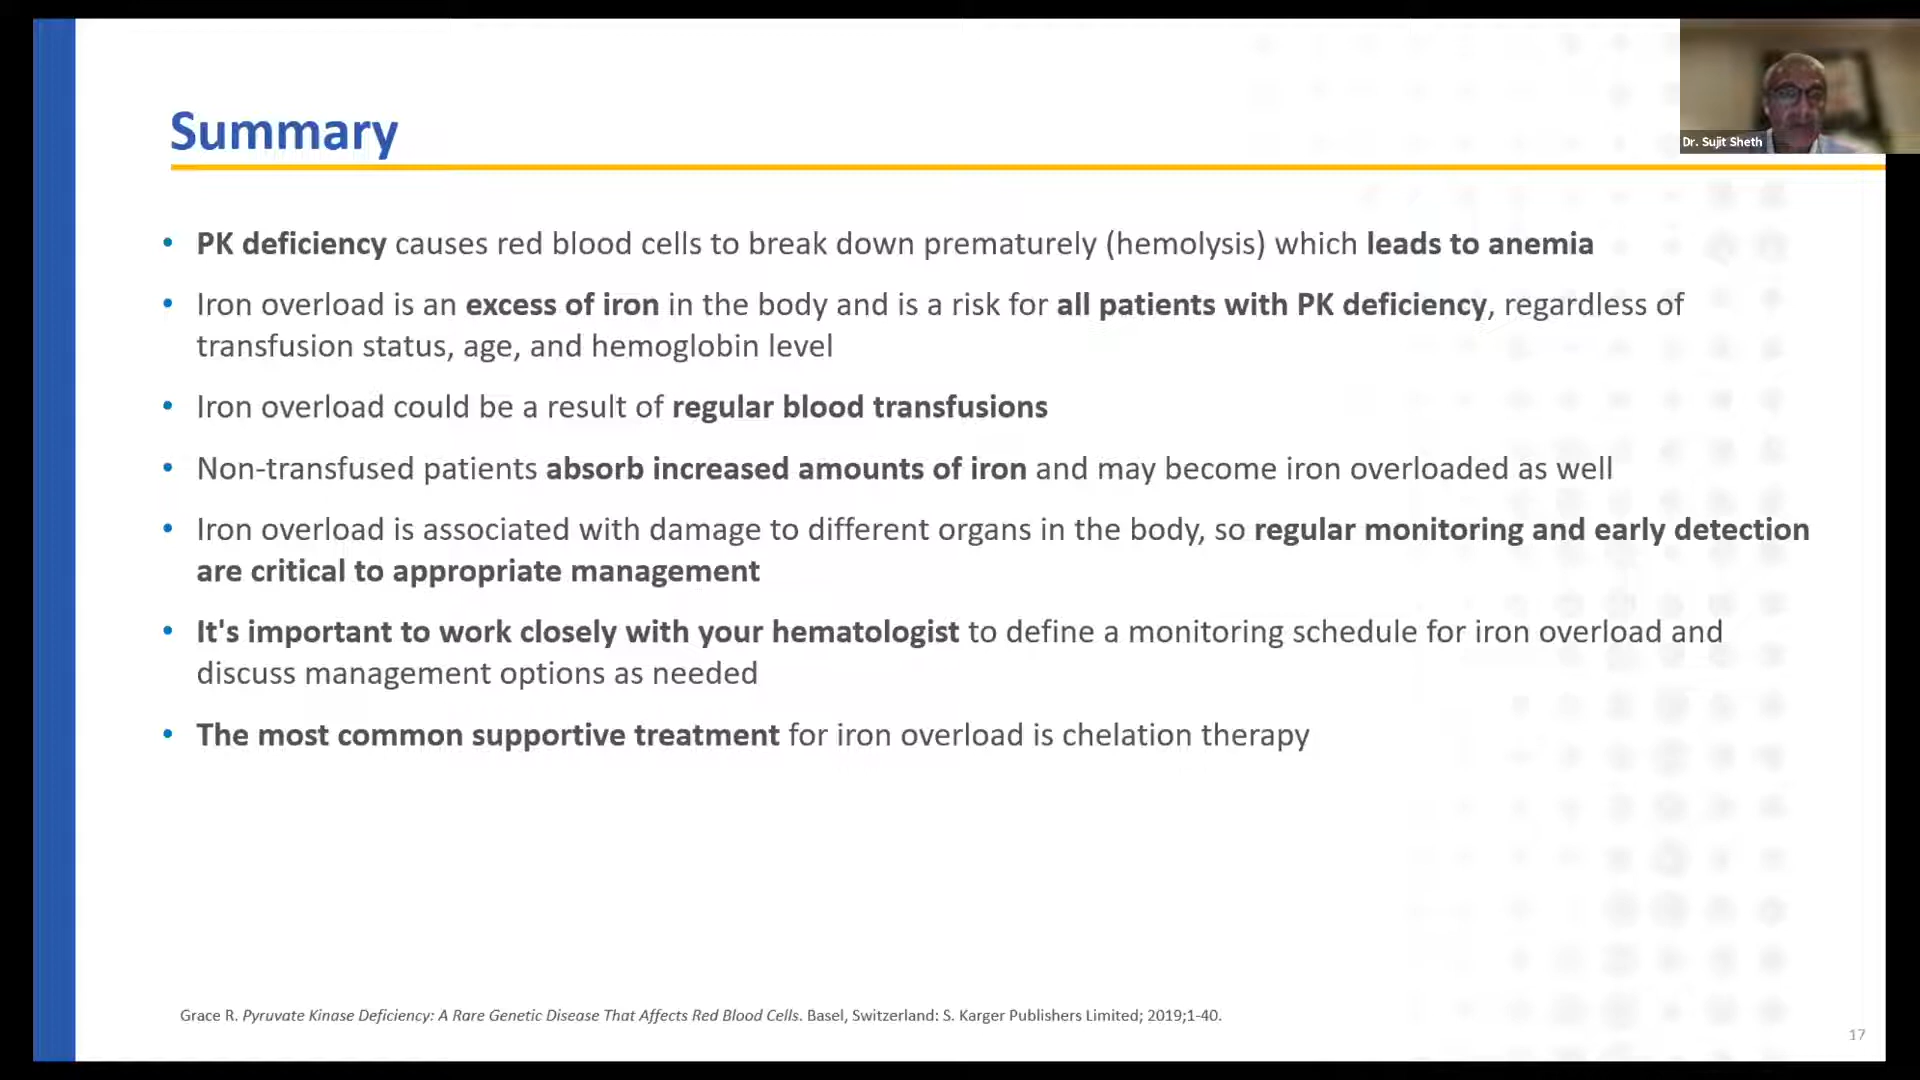 Dr. Sujit Sheth
Summary
• PK deficiency causes red blood cells to break down prematurely (hemolysis) which leads to anemia
• Iron overload is an excess of iron in the body and is a risk for all patients with PK deficiency, regardless of
transfusion status, age, and hemoglobin level
• Iron overload could be a result of regular blood transfusions
• Non-transfused patients absorb increased amounts of iron and may become iron overloaded as well
• Iron overload is associated with damage to different organs in the body, so regular monitoring and early detection
are critical to appropriate management
• It's important to work closely with your hematologist to define a monitoring schedule for iron overload and
discuss management options as needed
• The most common supportive treatment for iron overload is chelation therapy
Grace R. Pyruvate Kinase Deficiency: A Rare Genetic Disease That Affects Red Blood Cells. Basel, Switzerland: S. Karger Publishers Limited; 2019;1-40.
17